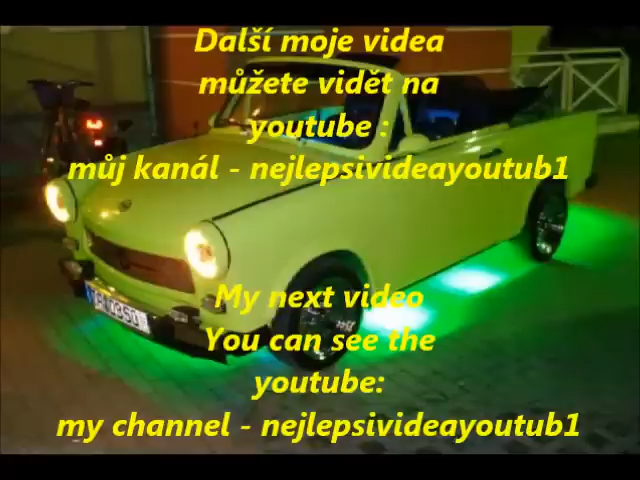 Další moje videa
můžete vidět na
youtube :
můj kanál - nejlepsivideayoutub1
My next video
You can see the
youtube:
my channel - nejlepsivideayoutub1